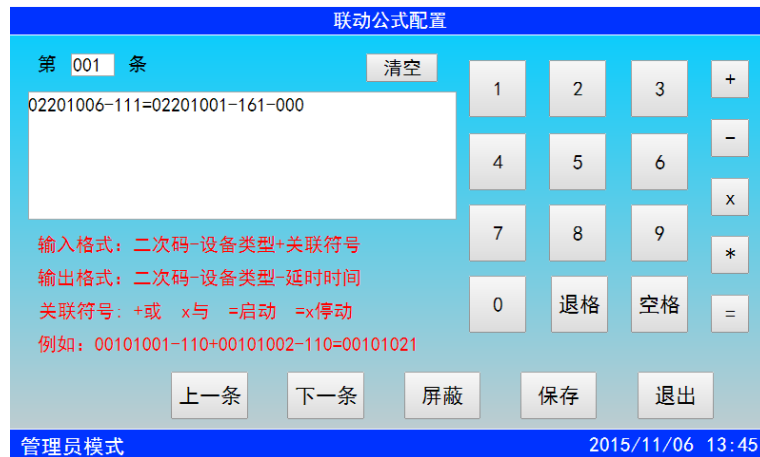 联动公式配置
第 001 条 清空
02201006-111=02201001-161-000
1 2 3 +
4 5 6 -
7 8 9 x
0 退格 空格 *
=
输入格式：二次码-设备类型+关联符号
输出格式：二次码-设备类型-延时时间
关联符号：+或 x与 =启动 =x停动
例如：00101001-110+00101002-110=00101021
上一条 下一条 屏蔽 保存 退出
管理员模式 2015/11/06 13:45